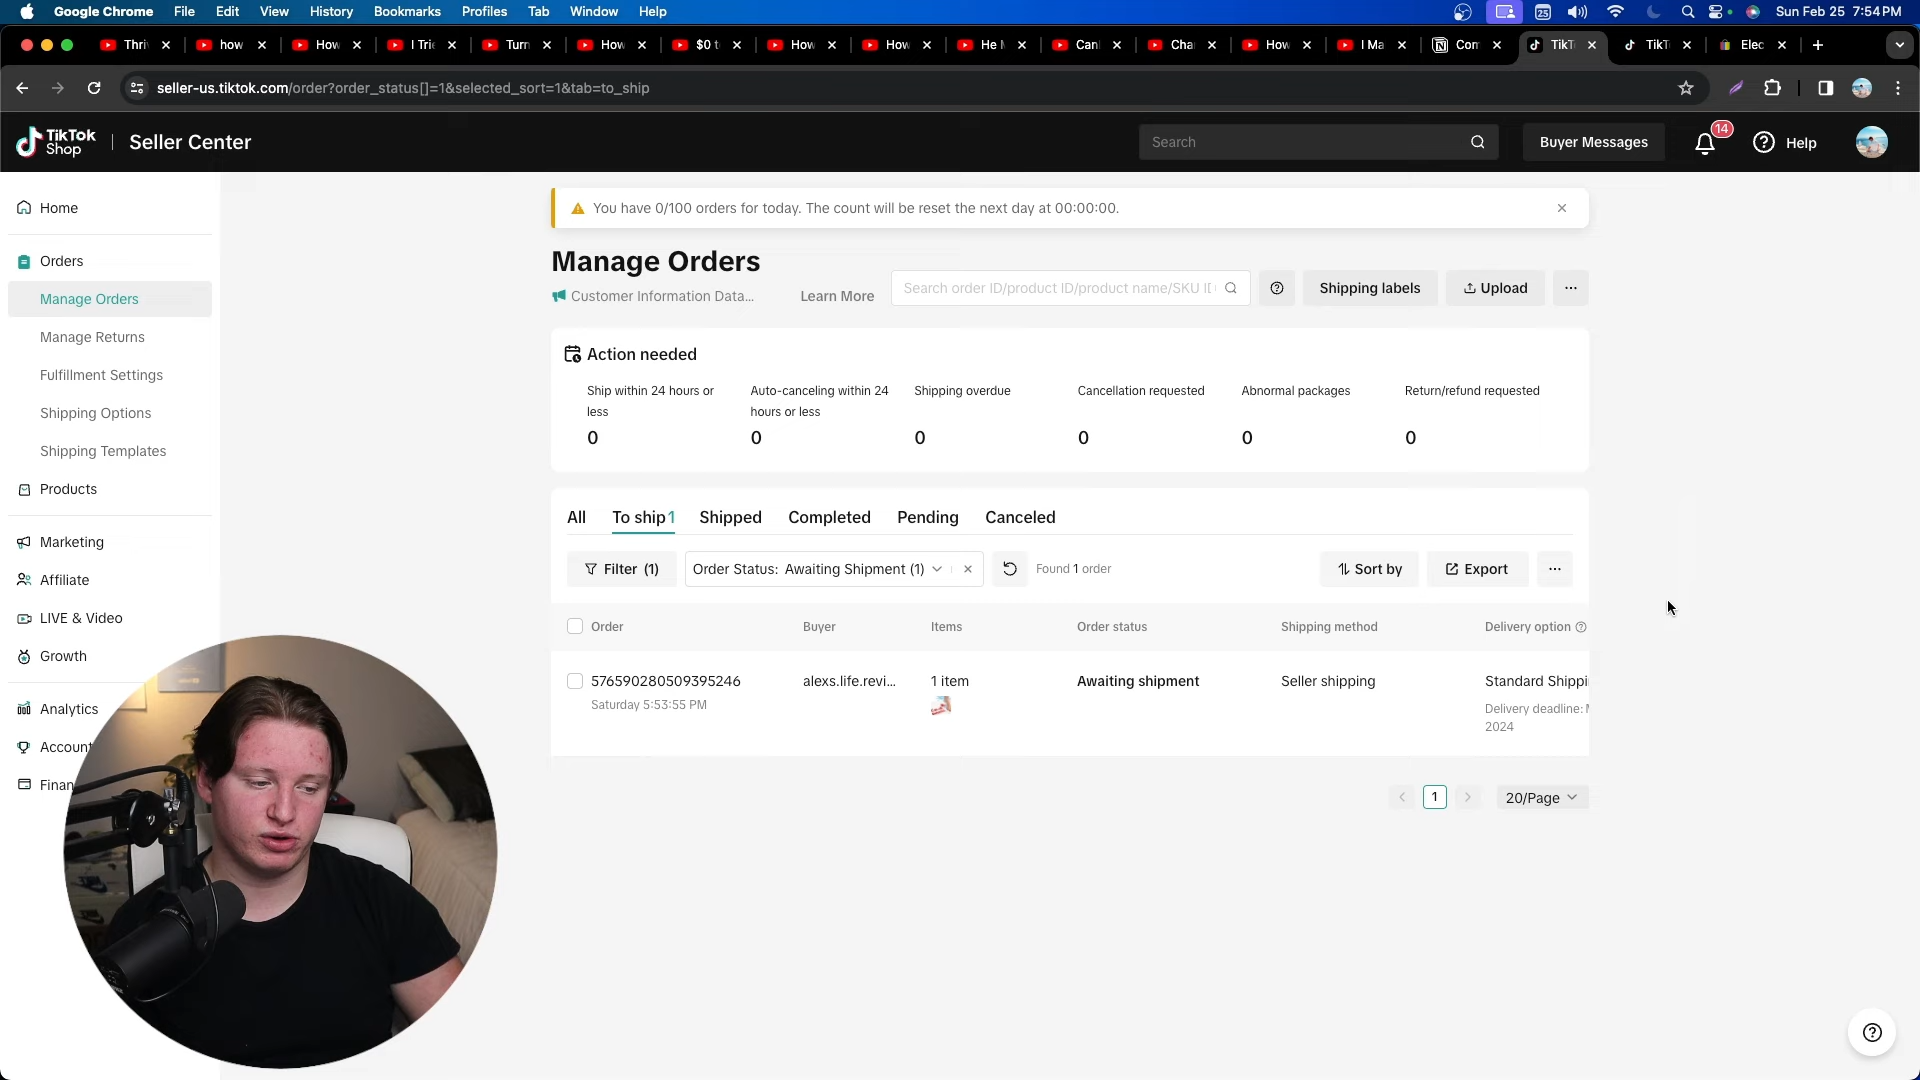 Google Chrome File Edit View History Bookmarks Profiles Tab Window Help 25 Sun Feb 25 7:54 PM
Thri how How I Trie Turn How $0 t How How He M Can Cha How I Ma Con TikT TikT Elec
seller-us.tiktok.com/order?order_status[]=1&selected_sort=1&tab=to_ship
TikTok Shop Seller Center
Search
Buyer Messages
14
Help
Home
Orders
Manage Orders
Manage Returns
Fulfillment Settings
Shipping Options
Shipping Templates
Products
Marketing
Affiliate
LIVE & Video
Growth
Analytics
Account
Finan
You have 0/100 orders for today. The count will be reset the next day at 00:00:00.
Manage Orders
Customer Information Data... Learn More
Search order ID/product ID/product name/SKU ID
Shipping labels
Upload
Action needed
Ship within 24 hours or less
0
Auto-canceling within 24 hours or less
0
Shipping overdue
0
Cancellation requested
0
Abnormal packages
0
Return/refund requested
0
All To ship 1 Shipped Completed Pending Canceled
Filter (1) Order Status: Awaiting Shipment (1) Found 1 order Sort by Export
Order Buyer Items Order status Shipping method Delivery option
576590280509395246 alexs.life.revi... 1 item Awaiting shipment Seller shipping Standard Shippi
Saturday 5:53:55 PM Delivery deadline: M
2024
1 20/Page